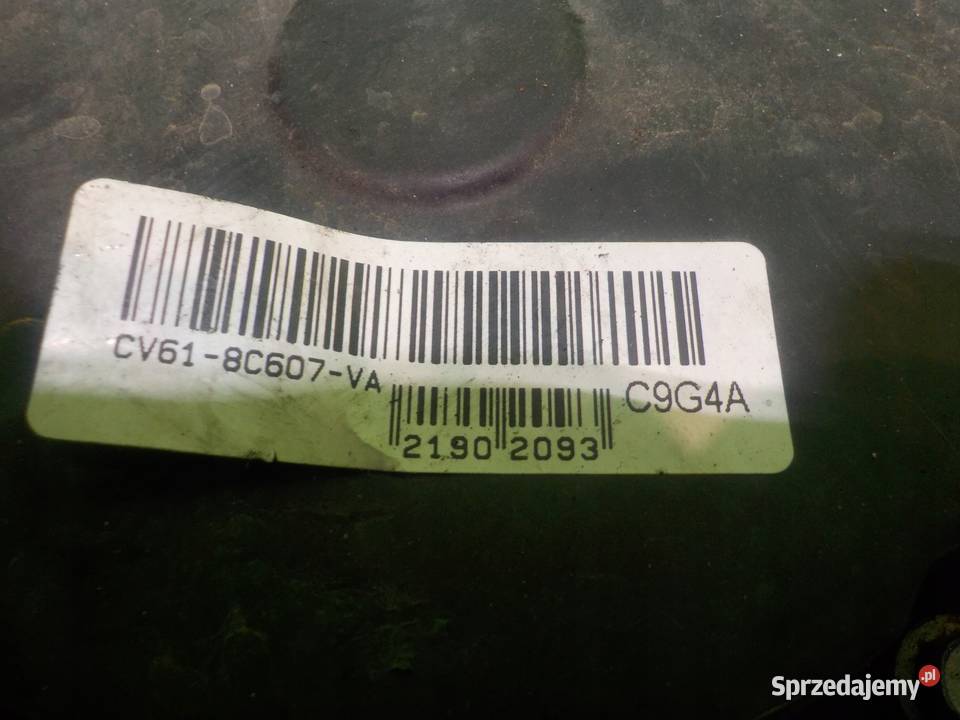 CV61-8C607-VA
C9G4A
2190 2093
Sprzedajemy.pl